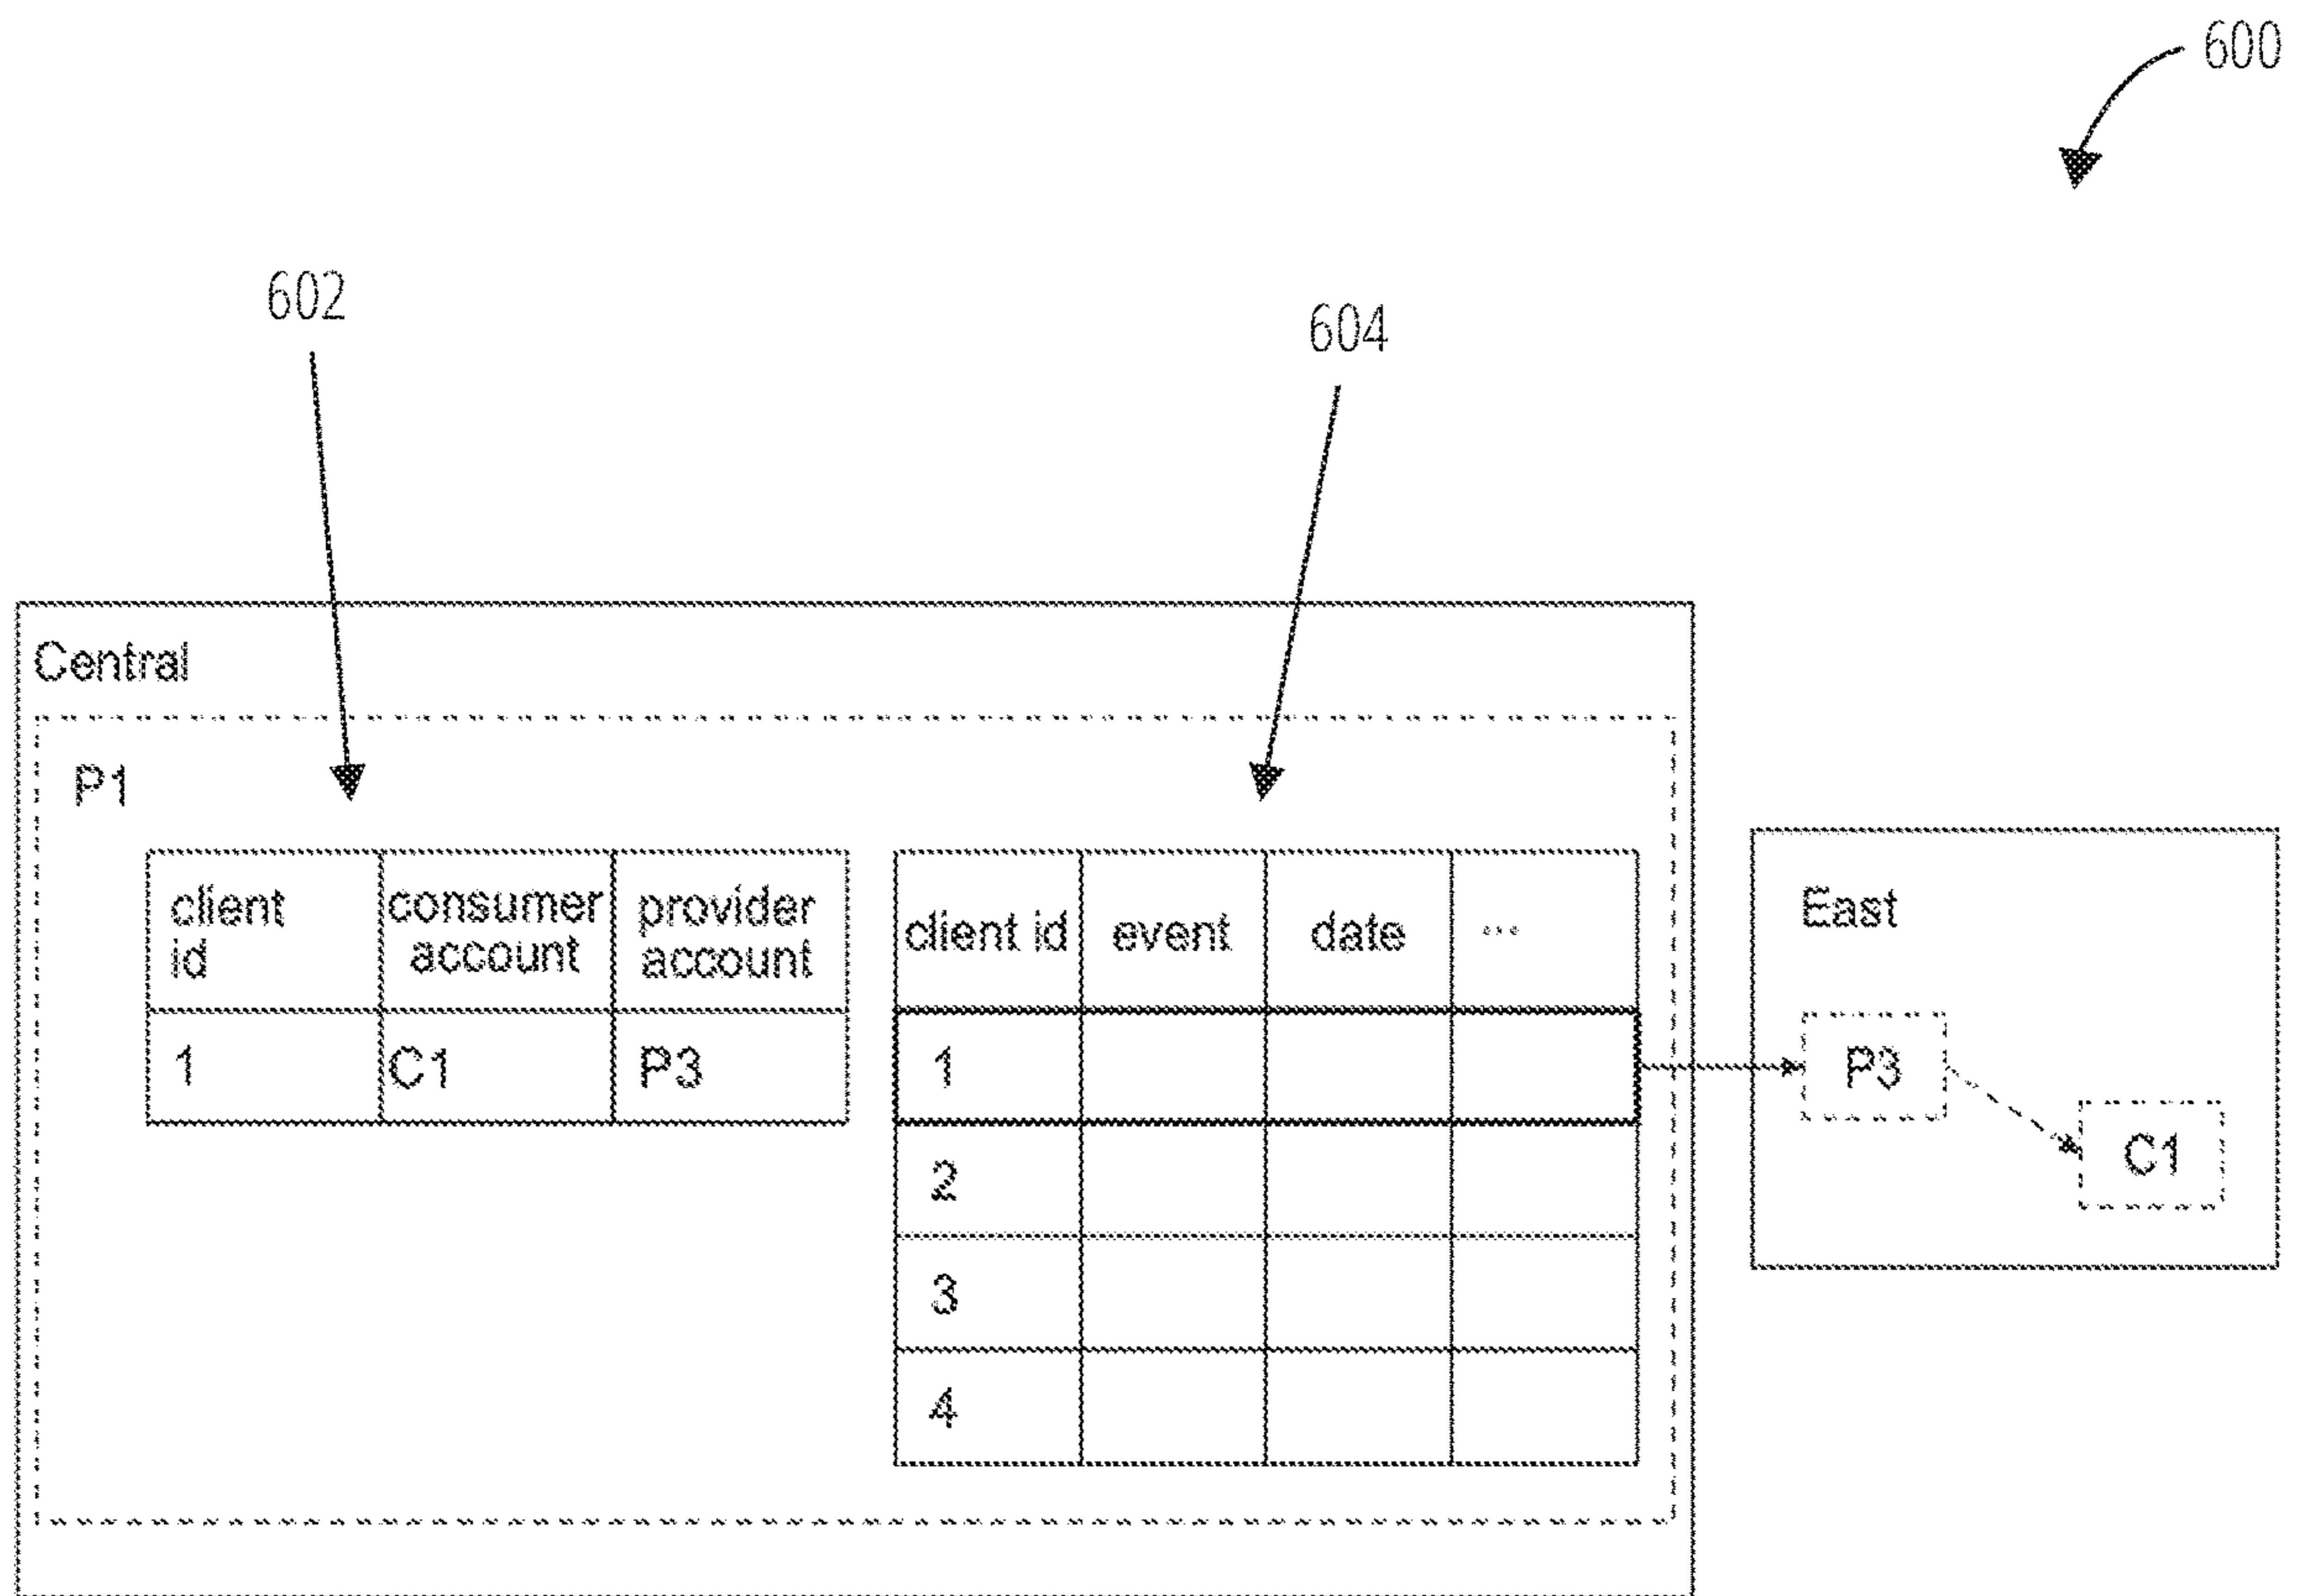 600
602
604
Central
P1
client id
consumer account
provider account
1
C1
P3
client id
event
date
...
1
2
3
4
East
P3
C1